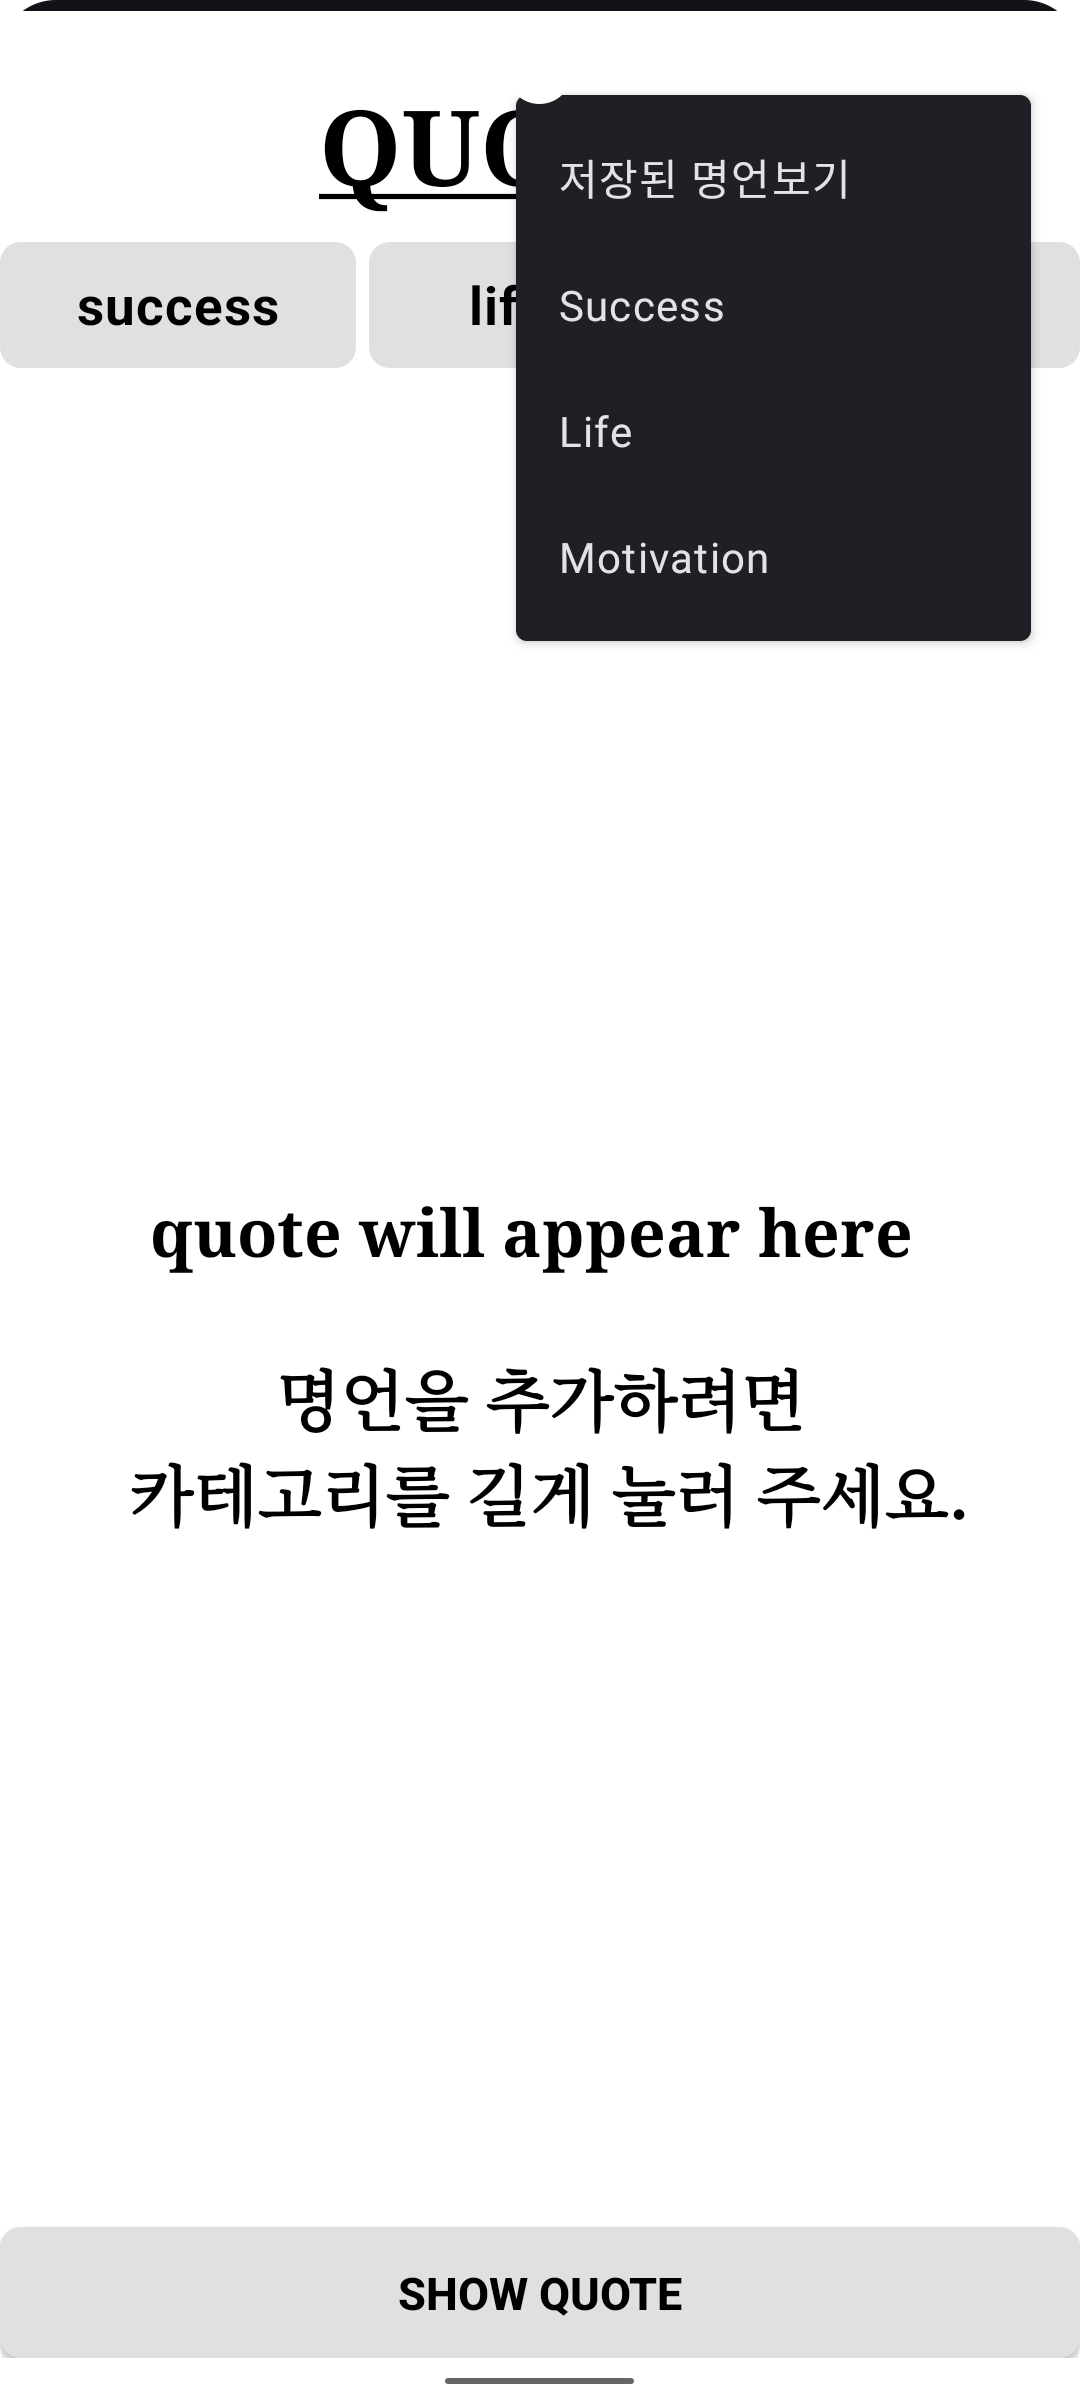 QUO
저장된 명언보기
success
lif
Success
Life
Motivation
quote will appear here
명언을 추가하려면
카테고리를 길게 눌러 주세요.
SHOW QUOTE